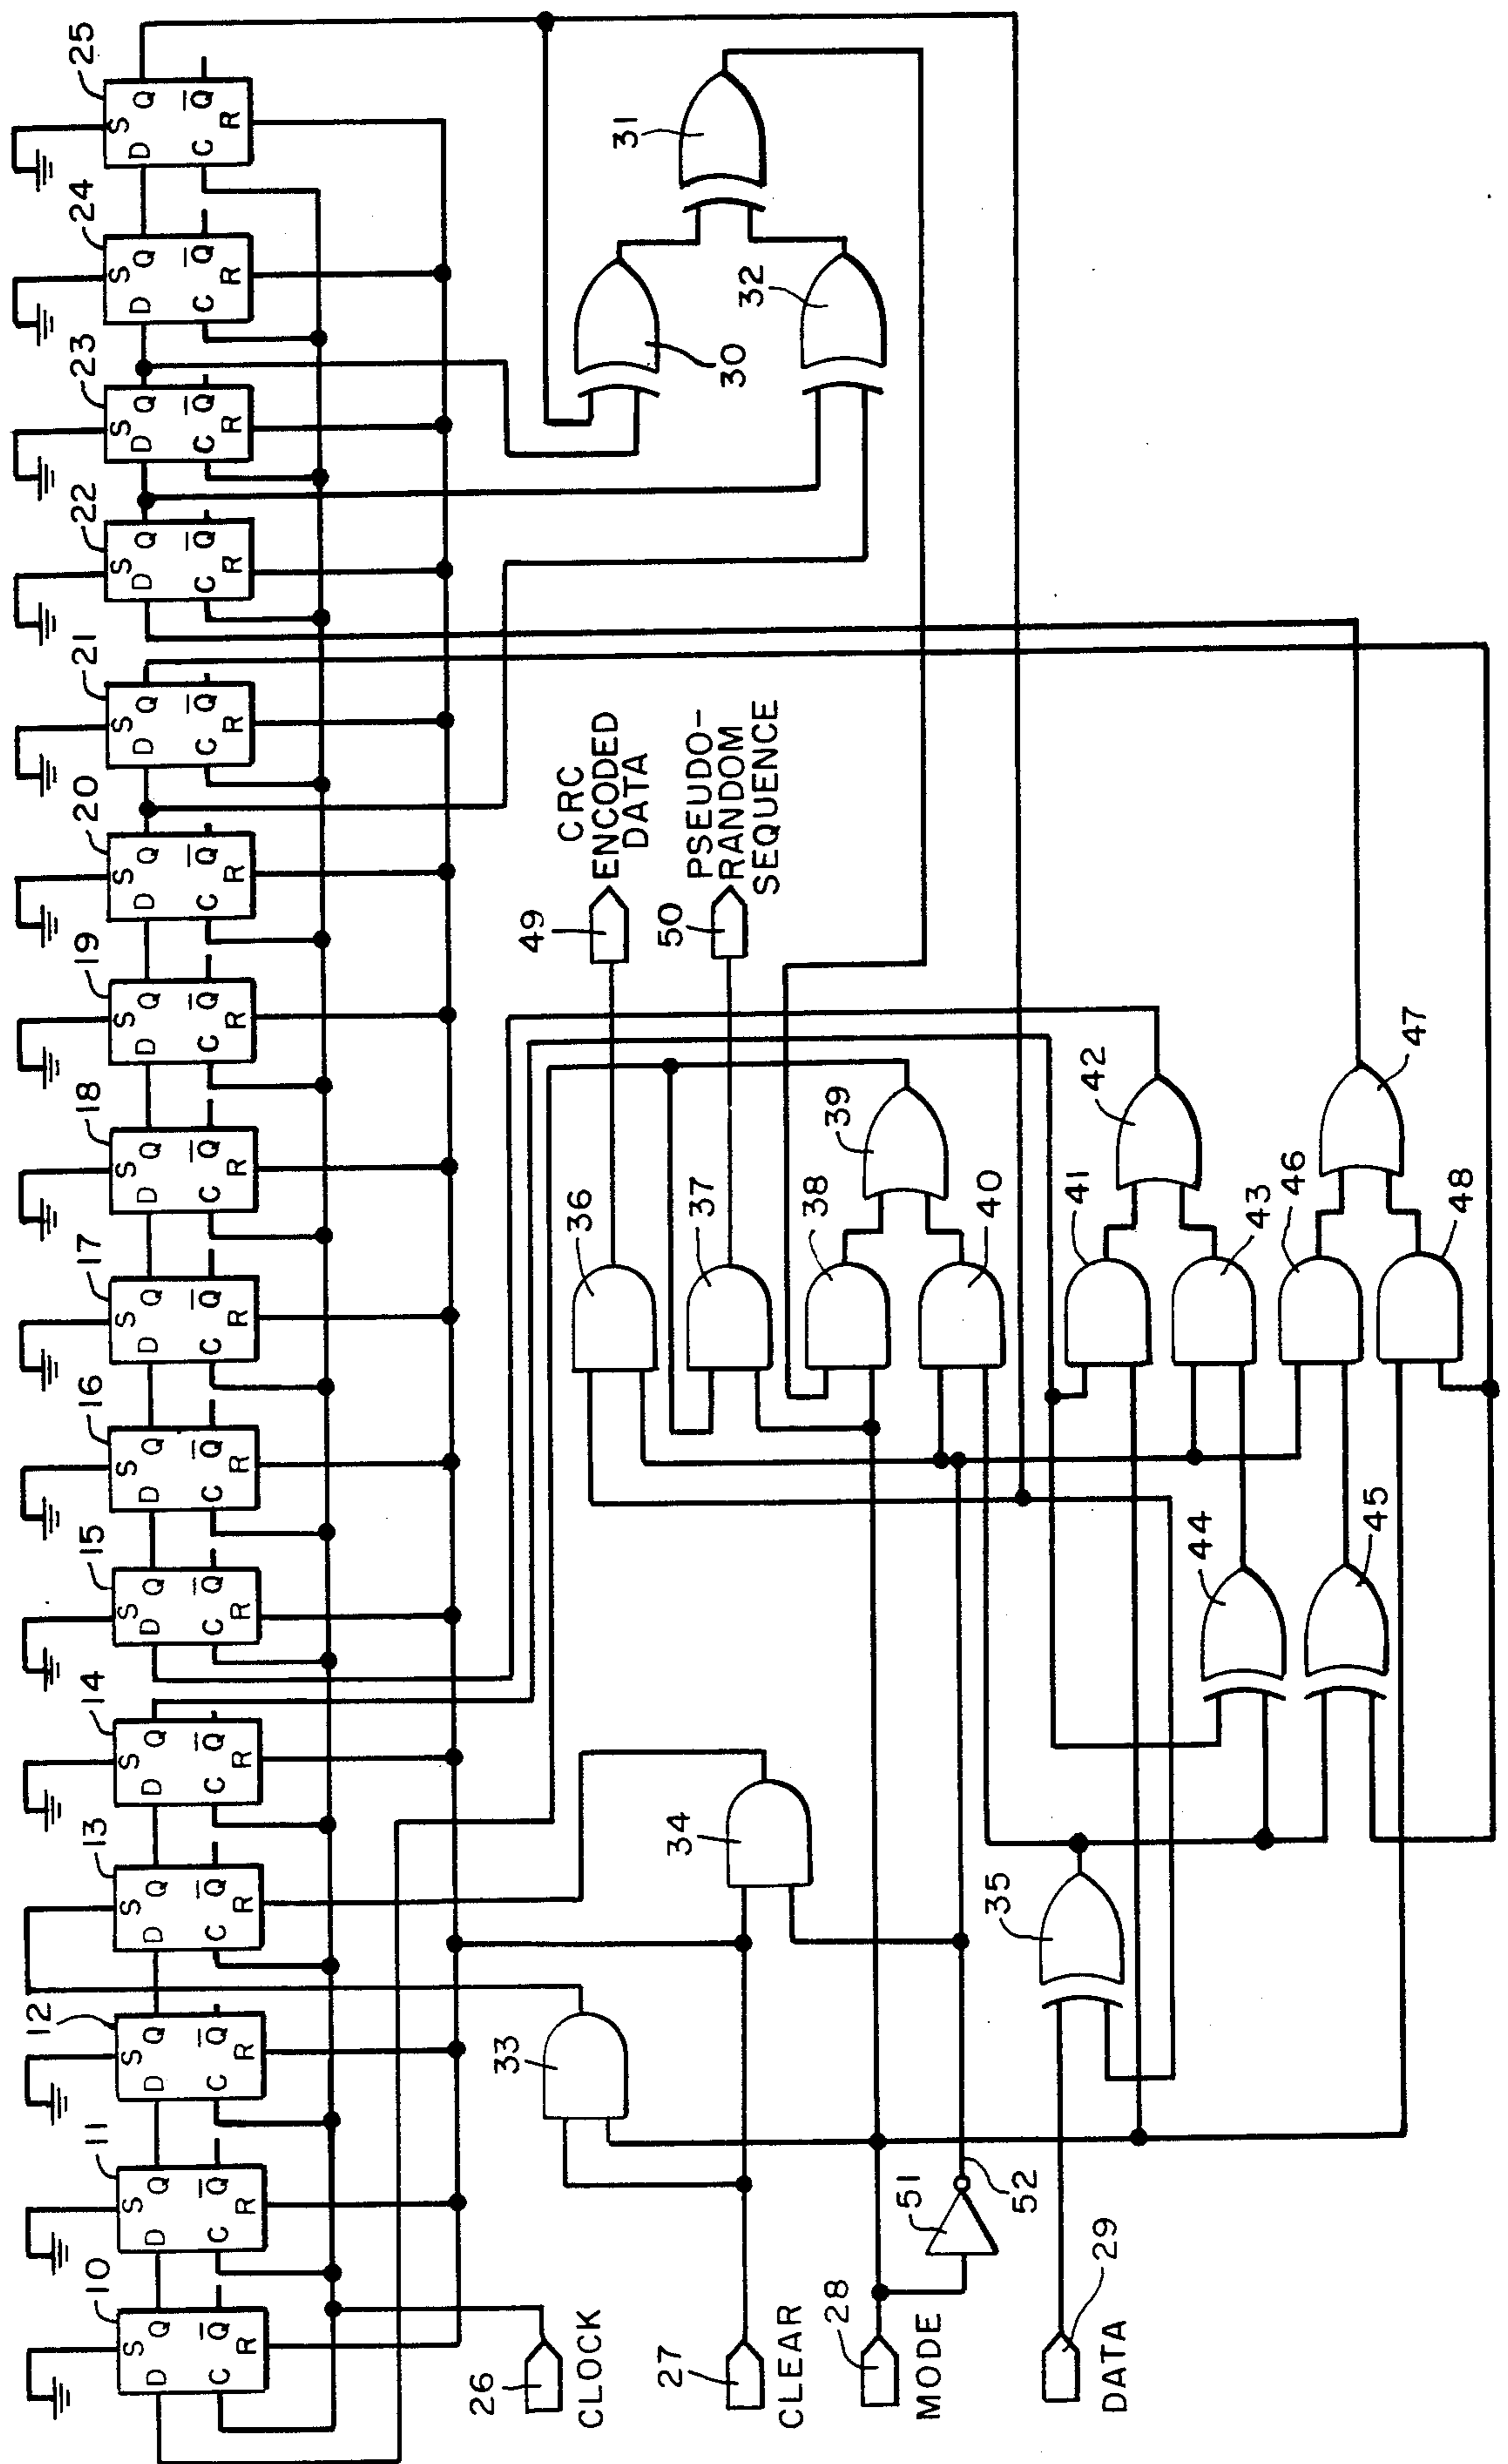 10 11 12 13 14 15 16 17 18 19 20 21 22 23 24 25
S S S S S S S S S S S S S S S S
D Q D Q D Q D Q D Q D Q D Q D Q D Q D Q D Q D Q D Q D Q D Q D Q
C Q̅ C Q̅ C Q̅ C Q̅ C Q̅ C Q̅ C Q̅ C Q̅ C Q̅ C Q̅ C Q̅ C Q̅ C Q̅ C Q̅ C Q̅ C Q̅
R R R R R R R R R R R R R R R R
26
CLOCK
33
36
49
CRC
ENCODED
DATA
30
31
27
CLEAR
34
37
50
PSEUDO-
RANDOM
SEQUENCE
32
28
MODE
51
52
38
39
40
29
DATA
35
41
42
44
43
45
46
47
48